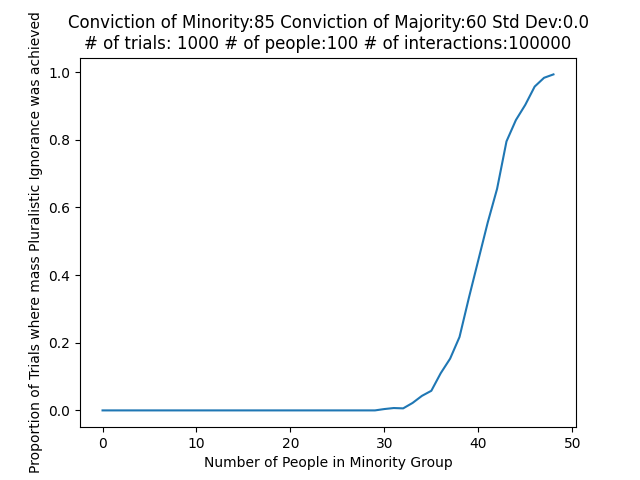 Conviction of Minority:85 Conviction of Majority:60 Std Dev:0.0
# of trials: 1000 # of people:100 # of interactions:100000
Proportion of Trials where mass Pluralistic Ignorance was achieved
1.0
0.8
0.6
0.4
0.2
0.0
0 10 20 30 40 50
Number of People in Minority Group